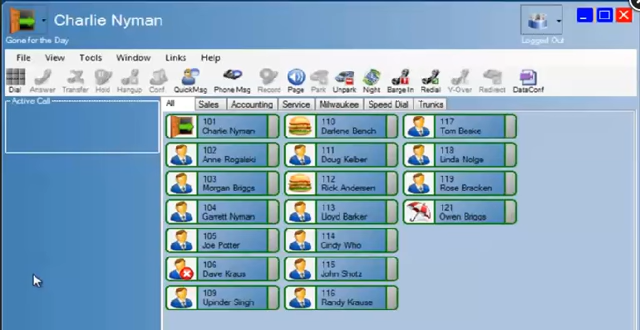 Charlie Nyman
Gone for the Day
Logged Out
File View Tools Window Links Help
Dial Answer Transfer Hold Hangup Conf. QuickMsg Phone Msg Record Page Park Unpark Night Barge In Redial V-Over Redirect DataConf
Active Call
All Sales Accounting Service Milwaukee Speed Dial Trunks
101
Charlie Nyman
110
Darlene Bench
117
Tom Beake
102
Anne Rogalski
111
Doug Kelber
118
Linda Nolge
103
Morgan Briggs
112
Rick Andersen
119
Rose Bracken
104
Garrett Nyman
113
Lloyd Barker
121
Owen Briggs
105
Joe Potter
114
Cindy Who
106
Dave Kraus
115
John Shotz
109
Upinder Singh
116
Randy Krause